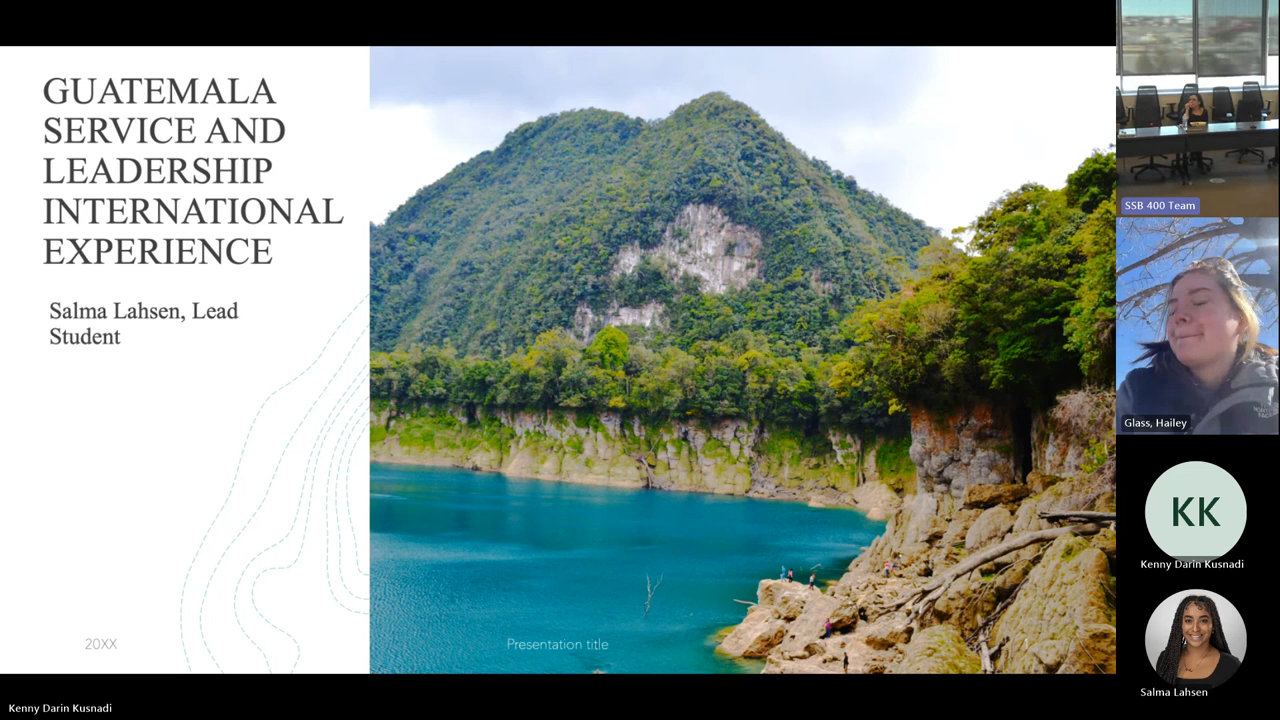 GUATEMALA
SERVICE AND
LEADERSHIP
INTERNATIONAL
EXPERIENCE
Salma Lahsen, Lead
Student
20XX
Presentation title
SSB 400 Team
Glass, Hailey
KK
Kenny Darin Kusnadi
Salma Lahsen
Kenny Darin Kusnadi